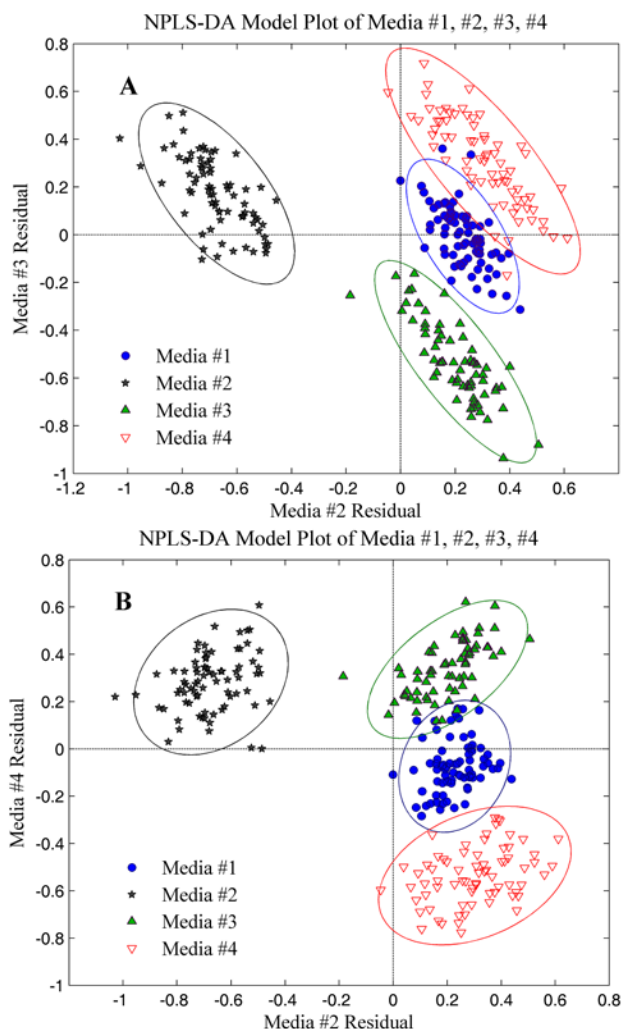 NPLS-DA Model Plot of Media #1, #2, #3, #4
A
0.8
0.6
0.4
0.2
0
-0.2
-0.4
-0.6
-0.8
-1
Media #3 Residual
Media #1
Media #2
Media #3
Media #4
-1.2 -1 -0.8 -0.6 -0.4 -0.2 0 0.2 0.4 0.6
Media #2 Residual
NPLS-DA Model Plot of Media #1, #2, #3, #4
B
0.8
0.6
0.4
0.2
0
-0.2
-0.4
-0.6
-0.8
-1
Media #4 Residual
Media #1
Media #2
Media #3
Media #4
-1 -0.8 -0.6 -0.4 -0.2 0 0.2 0.4 0.6 0.8
Media #2 Residual